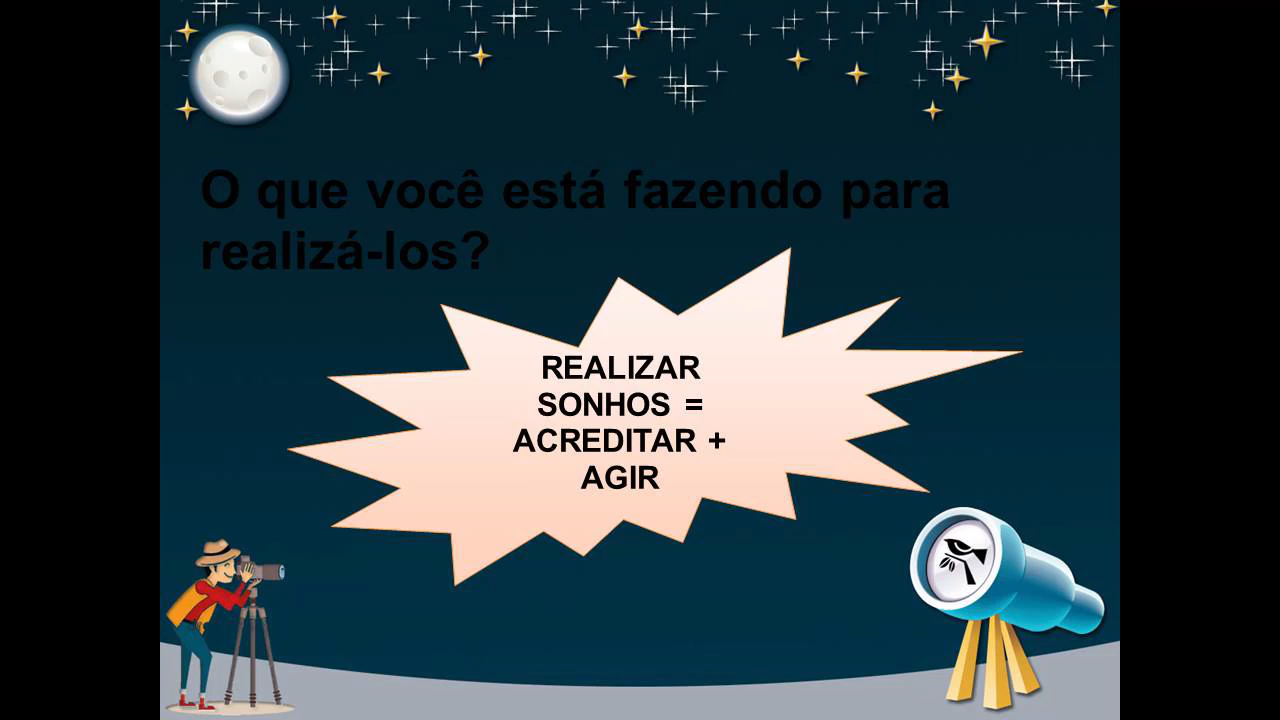 O que você está fazendo para
realizá-los?
REALIZAR
SONHOS =
ACREDITAR +
AGIR